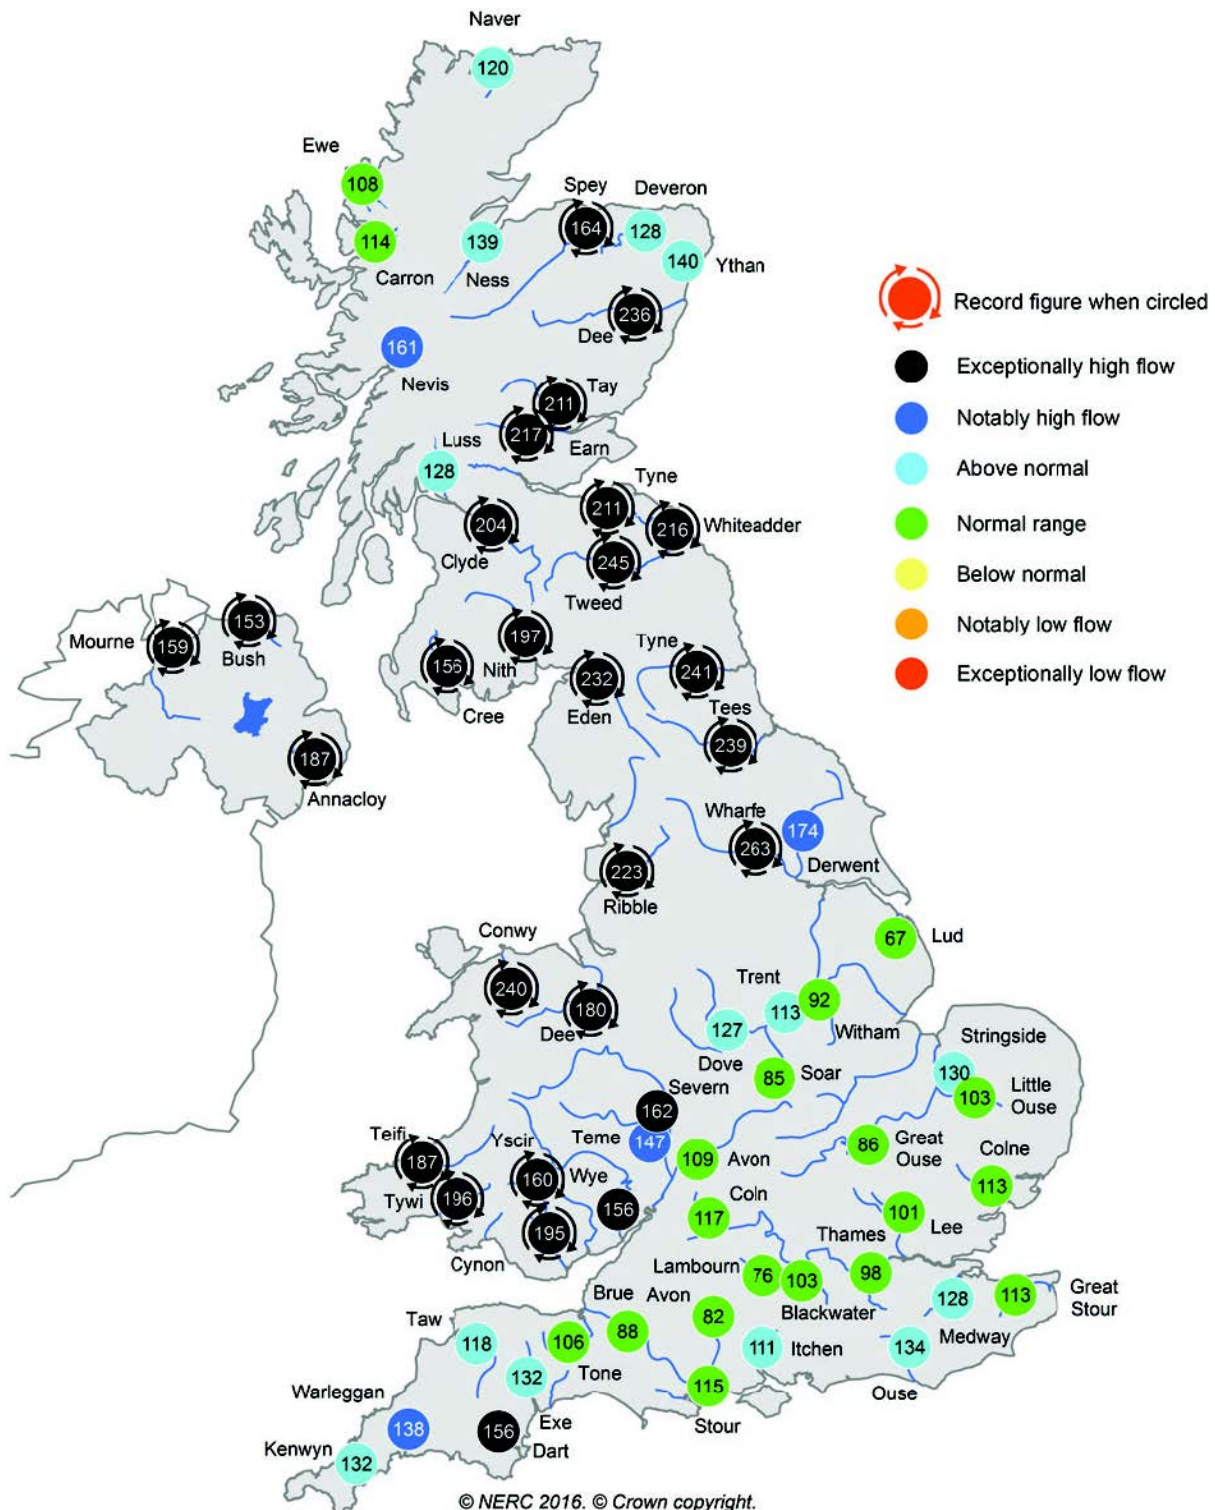 Naver
120
Ewe
108
Spey
Deveron
164
128
114
139
140
Ythan
Carron
Ness
Record figure when circled
236
Dee
161
Nevis
Exceptionally high flow
Tay
211
Notably high flow
217
Earn
Luss
128
Above normal
Tyne
211
204
216
Whiteadder
Normal range
Clyde
245
Tweed
Below normal
153
Mourne
159
Bush
197
Notably low flow
Tyne
156
Nith
232
241
Exceptionally low flow
Cree
Eden
Tees
239
187
Annacloy
Wharfe
174
263
Derwent
223
Ribble
Conwy
67
Lud
240
Trent
180
113
92
Dee
127
Witham
Stringside
Dove
Soar
130
Severn
85
103
Little
Ouse
162
Teifi
Yscir
Teme
147
86
Great
Ouse
Colne
187
109
Avon
160
Wye
113
Tywi
196
Coln
156
117
101
Lee
195
Thames
Cynon
Lambourn
76
103
98
Great
Stour
Brue
Avon
Blackwater
128
113
Taw
82
Medway
118
106
88
111
Itchen
134
Tone
132
Ouse
Warleggan
115
Exe
Stour
138
156
Dart
Kenwyn
132
© NERC 2016. © Crown copyright.